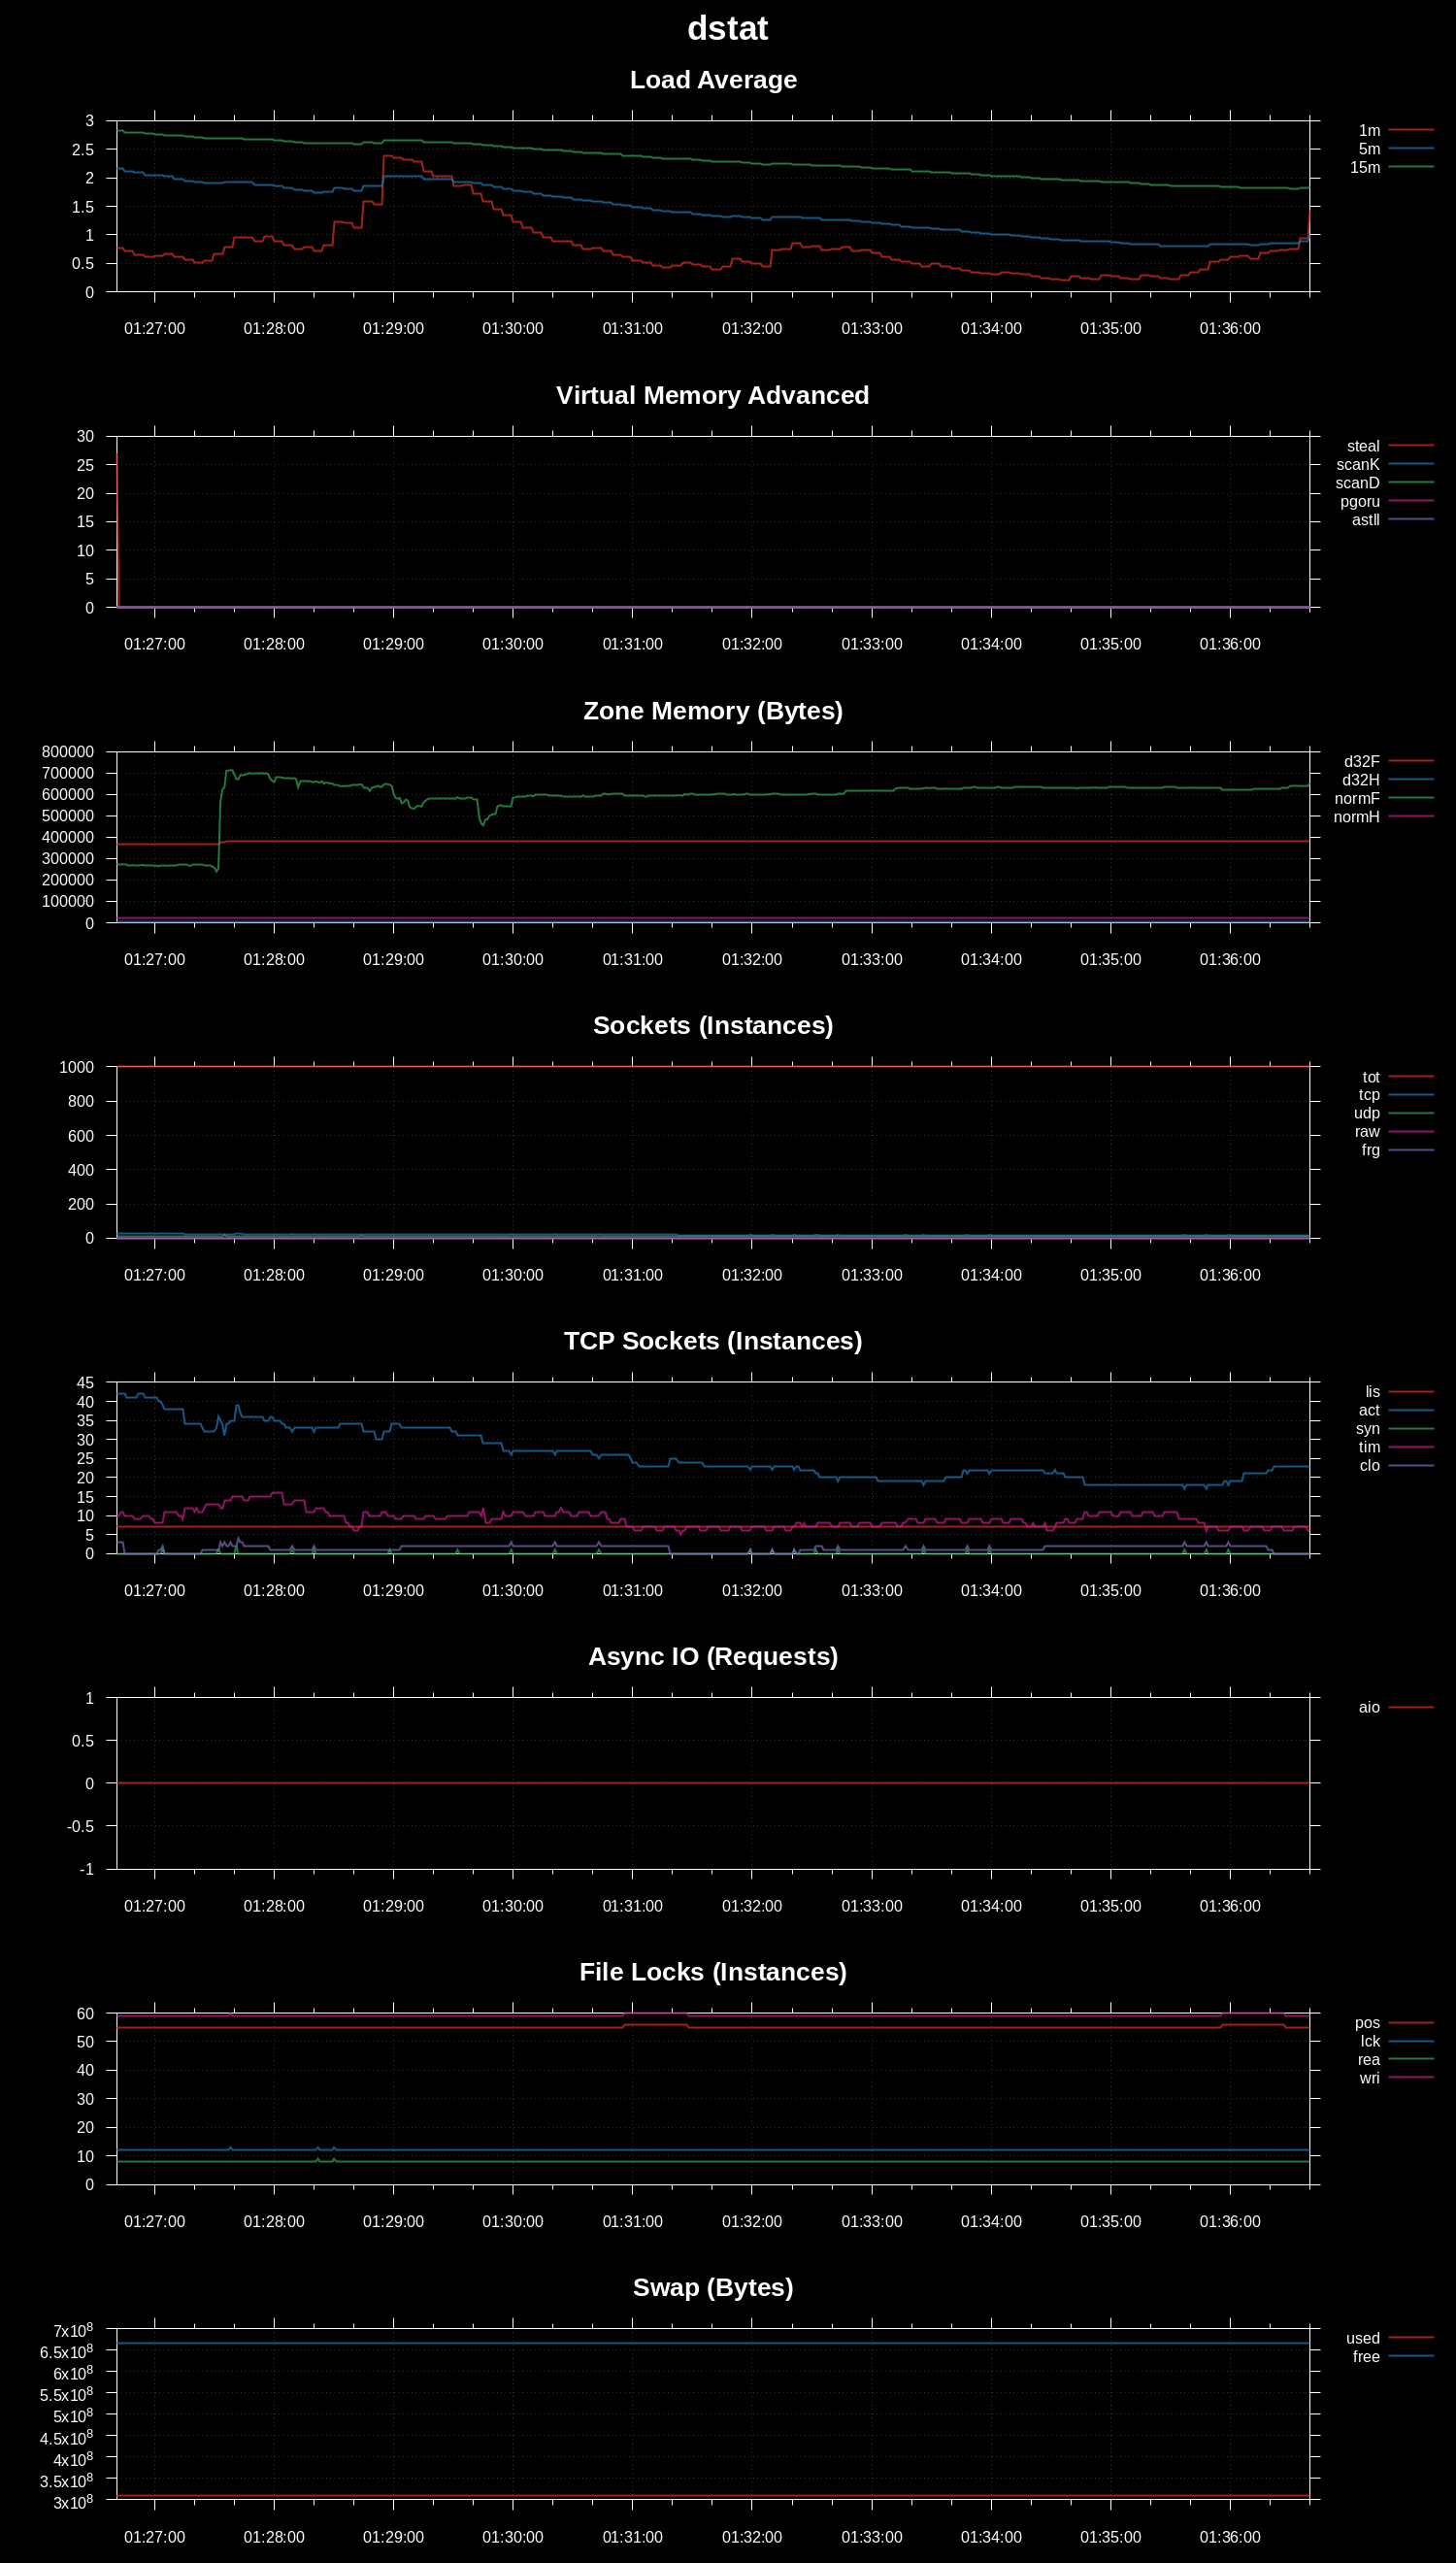 dstat
Load Average
3
2.5
2
1.5
1
0.5
0
1m
5m
15m
01:27:00 01:28:00 01:29:00 01:30:00 01:31:00 01:32:00 01:33:00 01:34:00 01:35:00 01:36:00
Virtual Memory Advanced
30
25
20
15
10
5
0
steal
scanK
scanD
pgoru
astll
01:27:00 01:28:00 01:29:00 01:30:00 01:31:00 01:32:00 01:33:00 01:34:00 01:35:00 01:36:00
Zone Memory (Bytes)
800000
700000
600000
500000
400000
300000
200000
100000
0
d32F
d32H
normF
normH
01:27:00 01:28:00 01:29:00 01:30:00 01:31:00 01:32:00 01:33:00 01:34:00 01:35:00 01:36:00
Sockets (Instances)
1000
800
600
400
200
0
tot
tcp
udp
raw
frg
01:27:00 01:28:00 01:29:00 01:30:00 01:31:00 01:32:00 01:33:00 01:34:00 01:35:00 01:36:00
TCP Sockets (Instances)
45
40
35
30
25
20
15
10
5
0
lis
act
syn
tim
clo
01:27:00 01:28:00 01:29:00 01:30:00 01:31:00 01:32:00 01:33:00 01:34:00 01:35:00 01:36:00
Async IO (Requests)
1
0.5
0
-0.5
-1
aio
01:27:00 01:28:00 01:29:00 01:30:00 01:31:00 01:32:00 01:33:00 01:34:00 01:35:00 01:36:00
File Locks (Instances)
60
50
40
30
20
10
0
pos
lck
rea
wri
01:27:00 01:28:00 01:29:00 01:30:00 01:31:00 01:32:00 01:33:00 01:34:00 01:35:00 01:36:00
Swap (Bytes)
7x10⁸
6.5x10⁸
6x10⁸
5.5x10⁸
5x10⁸
4.5x10⁸
4x10⁸
3.5x10⁸
3x10⁸
used
free
01:27:00 01:28:00 01:29:00 01:30:00 01:31:00 01:32:00 01:33:00 01:34:00 01:35:00 01:36:00